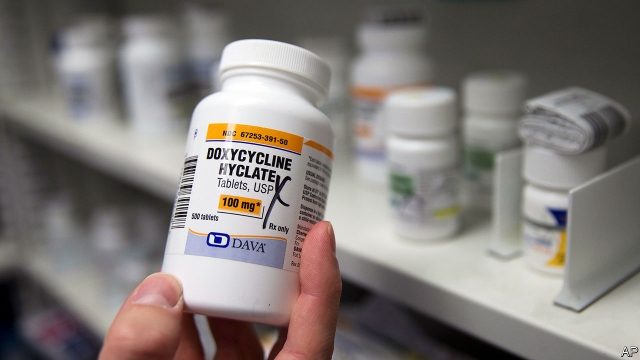 NDC 67253-391-50
DOXYCYCLINE
HYCLATE
Tablets, USP
100 mg*
500 tablets
Rx only
DAVA
AP